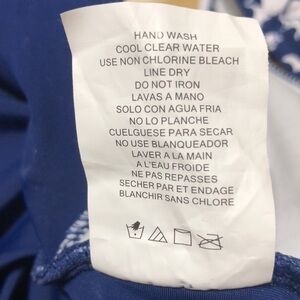 HAND WASH
COOL CLEAR WATER
USE NON CHLORINE BLEACH
LINE DRY
DO NOT IRON
LAVAS A MANO
SOLO CON AGUA FRIA
NO LO PLANCHE
CUELGUESE PARA SECAR
NO USE BLANQUEADOR
LAVER A LA MAIN
A L'EAU FROIDE
NE PAS REPASSES
SECHER PAR ET ENDAGE
BLANCHIR SANS CHLORE